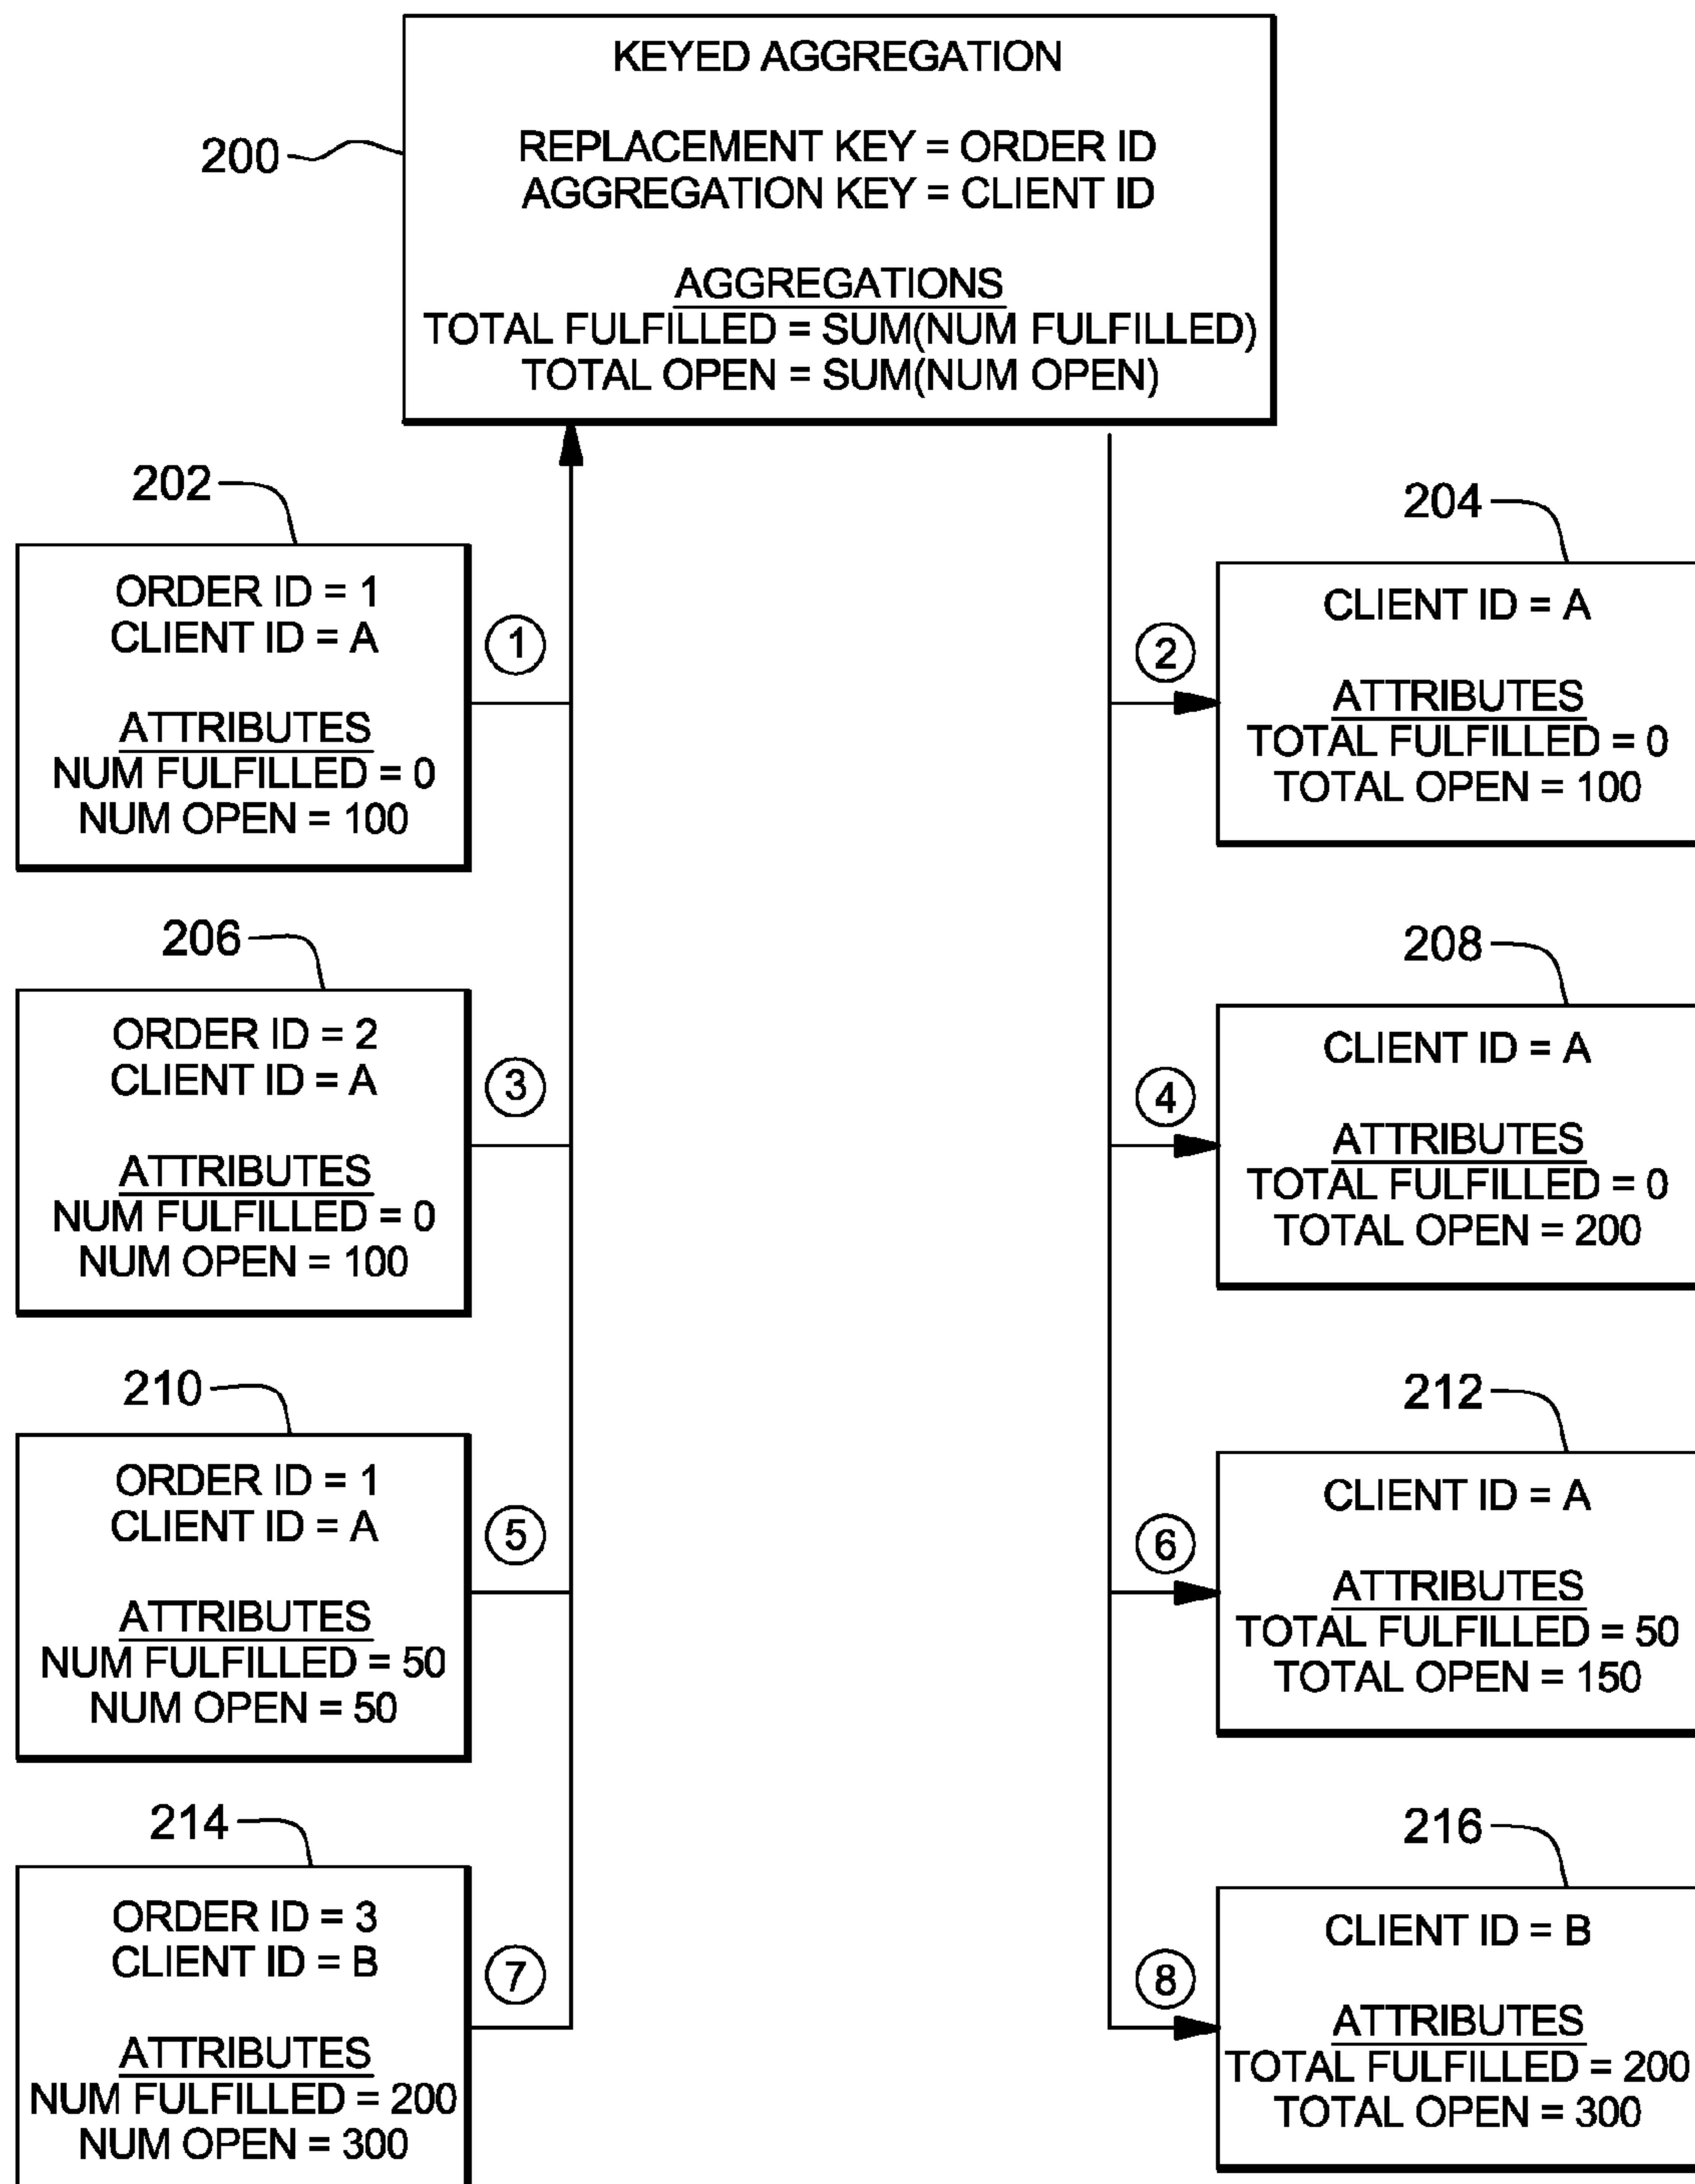 KEYED AGGREGATION
200
REPLACEMENT KEY = ORDER ID
AGGREGATION KEY = CLIENT ID
AGGREGATIONS
TOTAL FULFILLED = SUM(NUM FULFILLED)
TOTAL OPEN = SUM(NUM OPEN)
202
ORDER ID = 1
CLIENT ID = A
ATTRIBUTES
NUM FULFILLED = 0
NUM OPEN = 100
1
204
CLIENT ID = A
ATTRIBUTES
TOTAL FULFILLED = 0
TOTAL OPEN = 100
2
206
ORDER ID = 2
CLIENT ID = A
ATTRIBUTES
NUM FULFILLED = 0
NUM OPEN = 100
3
208
CLIENT ID = A
ATTRIBUTES
TOTAL FULFILLED = 0
TOTAL OPEN = 200
4
210
ORDER ID = 1
CLIENT ID = A
ATTRIBUTES
NUM FULFILLED = 50
NUM OPEN = 50
5
212
CLIENT ID = A
ATTRIBUTES
TOTAL FULFILLED = 50
TOTAL OPEN = 150
6
214
ORDER ID = 3
CLIENT ID = B
ATTRIBUTES
NUM FULFILLED = 200
NUM OPEN = 300
7
216
CLIENT ID = B
ATTRIBUTES
TOTAL FULFILLED = 200
TOTAL OPEN = 300
8